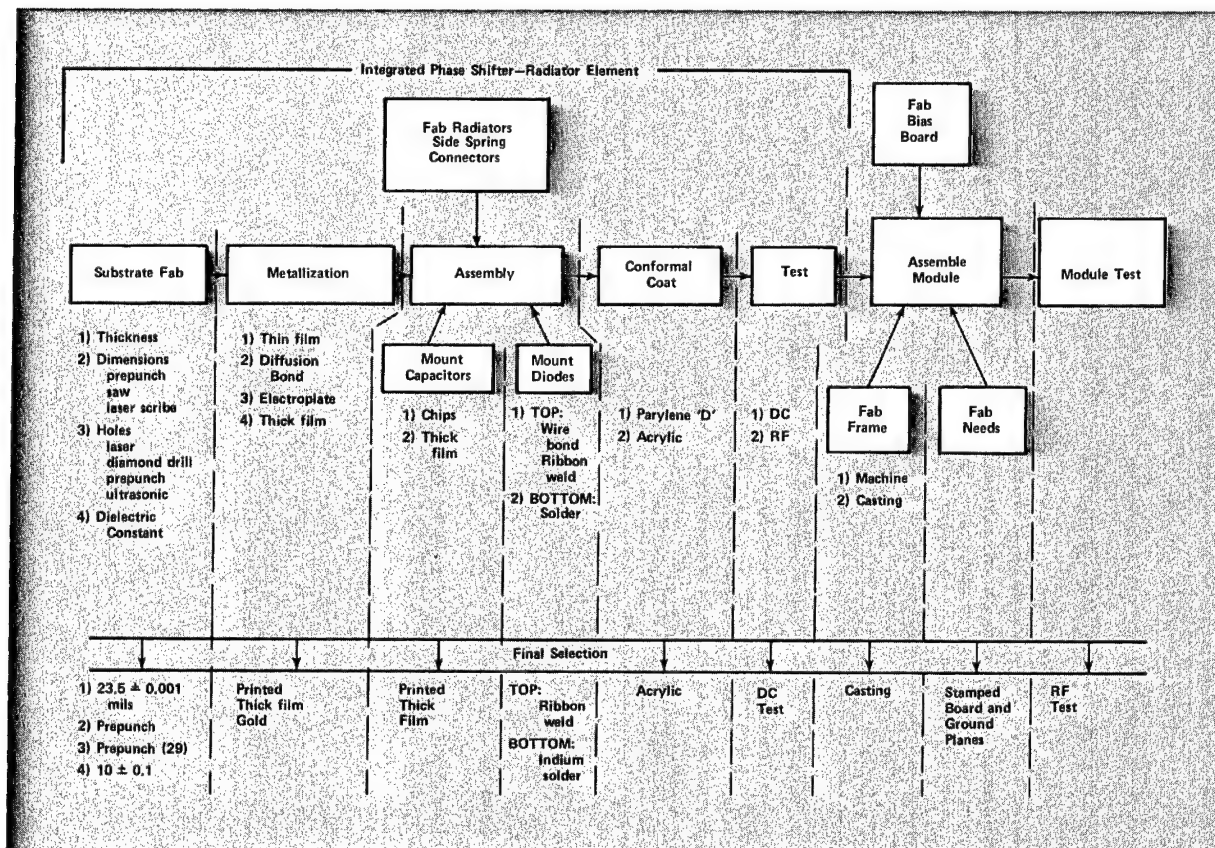 Integrated Phase Shifter—Radiator Element
Fab Radiators
Side Spring
Connectors
Fab
Bias
Board
Substrate Fab
Metallization
Assembly
Conformal
Coat
Test
Assemble
Module
Module Test
1) Thickness
2) Dimensions
prepunch
saw
laser scribe
3) Holes
laser
diamond drill
prepunch
ultrasonic
4) Dielectric
Constant
1) Thin film
2) Diffusion
Bond
3) Electroplate
4) Thick film
Mount
Capacitors
1) Chips
2) Thick
film
Mount
Diodes
1) TOP:
Wire
bond
Ribbon
weld
2) BOTTOM:
Solder
1) Parylene 'D'
2) Acrylic
1) DC
2) RF
Fab
Frame
1) Machine
2) Casting
Fab
Needs
Final Selection
1) 23.5 ± 0.001
mils
2) Prepunch
3) Prepunch (29)
4) 10 ± 0.1
Printed
Thick film
Gold
Printed
Thick
Film
TOP:
Ribbon
weld
BOTTOM:
Indium
solder
Acrylic
DC
Test
Casting
Stamped
Board and
Ground
Planes
RF
Test